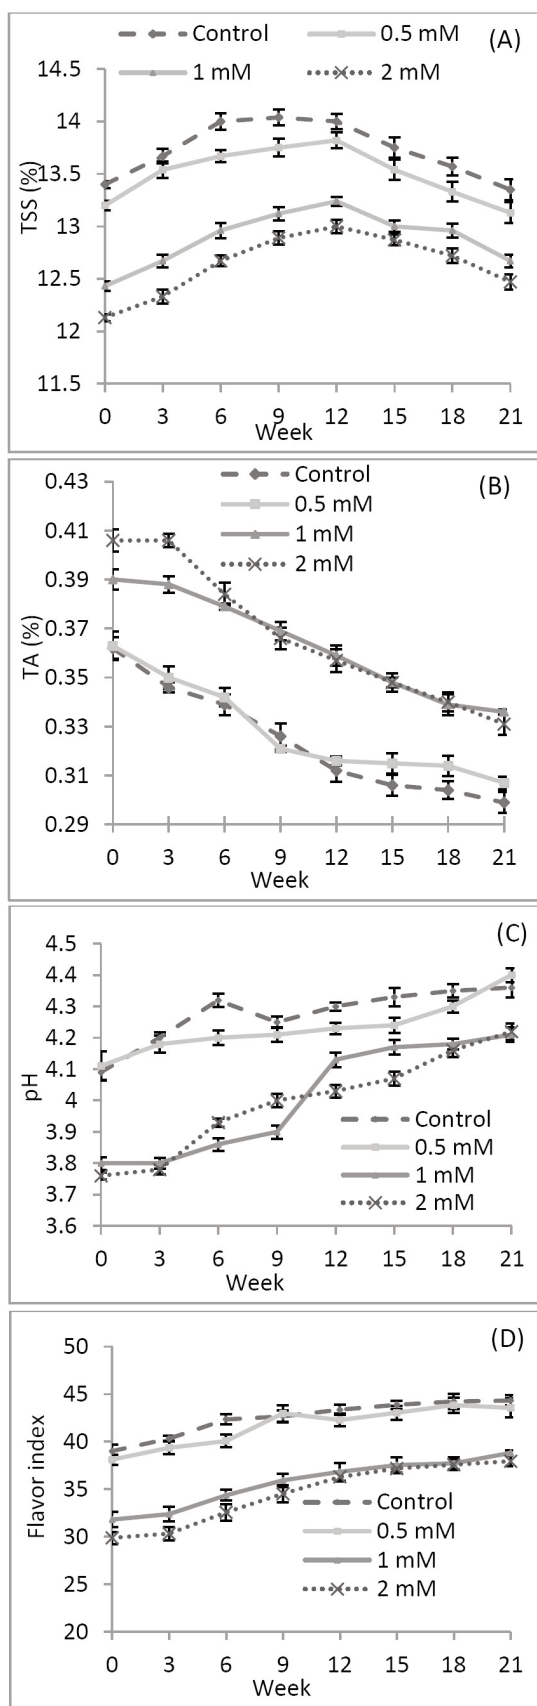 Control 0.5 mM (A)
1 mM 2 mM
14.5
14
13.5
13
12.5
12
11.5
TSS (%)
0 3 6 9 12 15 18 21
Week
Control (B)
0.5 mM
1 mM
2 mM
0.43
0.41
0.39
0.37
0.35
0.33
0.31
0.29
TA (%)
0 3 6 9 12 15 18 21
Week
(C)
4.5
4.4
4.3
4.2
4.1
4
3.9
3.8
3.7
3.6
pH
Control
0.5 mM
1 mM
2 mM
0 3 6 9 12 15 18 21
Week
(D)
50
45
40
35
30
25
20
Flavor index
Control
0.5 mM
1 mM
2 mM
0 3 6 9 12 15 18 21
Week